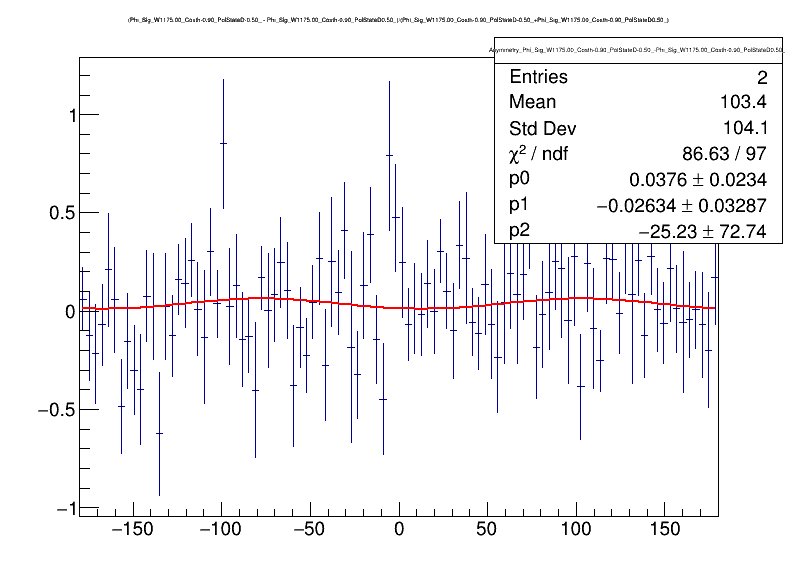 (Phi_Sig_W1175.00_Costh-0.90_PolStateD-0.50_ - Phi_Sig_W1175.00_Costh-0.90_PolStateD0.50_)/(Phi_Sig_W1175.00_Costh-0.90_PolStateD-0.50_+Phi_Sig_W1175.00_Costh-0.90_PolStateD0.50_)
Asymmetry_Phi_Sig_W1175.00_Costh-0.90_PolStateD-0.50_-Phi_Sig_W1175.00_Costh-0.90_PolStateD0.50_
Entries 2
Mean 103.4
Std Dev 104.1
χ² / ndf 86.63 / 97
p0 0.0376 ± 0.0234
p1 −0.02634 ± 0.03287
p2 −25.23 ± 72.74
1
0.5
0
−0.5
−1
−150 −100 −50 0 50 100 150